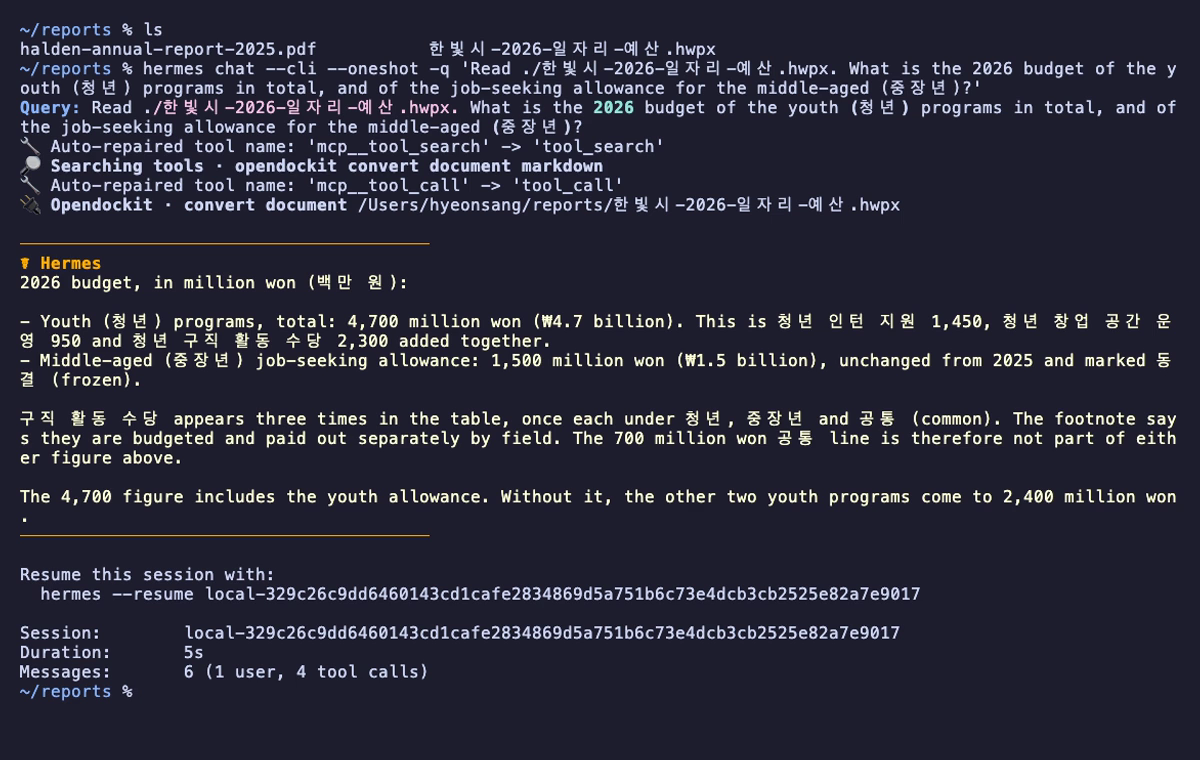 ~/reports % ls
halden-annual-report-2025.pdf 한빛시-2026-일자리-예산.hwpx
~/reports % hermes chat --cli --oneshot -q 'Read ./한빛시-2026-일자리-예산.hwpx. What is the 2026 budget of the y
outh (청년) programs in total, and of the job-seeking allowance for the middle-aged (중장년)?'
Query: Read ./한빛시-2026-일자리-예산.hwpx. What is the 2026 budget of the youth (청년) programs in total, and of
the job-seeking allowance for the middle-aged (중장년)?
🔧 Auto-repaired tool name: 'mcp__tool_search' -> 'tool_search'
🔎 Searching tools · opendockit convert document markdown
🔧 Auto-repaired tool name: 'mcp__tool_call' -> 'tool_call'
🔌 Opendockit · convert document /Users/hyeonsang/reports/한빛시-2026-일자리-예산.hwpx
☤ Hermes
2026 budget, in million won (백만 원):
– Youth (청년) programs, total: 4,700 million won (₩4.7 billion). This is 청년 인턴 지원 1,450, 청년 창업 공간 운
영 950 and 청년 구직 활동 수당 2,300 added together.
– Middle-aged (중장년) job-seeking allowance: 1,500 million won (₩1.5 billion), unchanged from 2025 and marked 동
결 (frozen).
구직 활동 수당 appears three times in the table, once each under 청년, 중장년 and 공통 (common). The footnote say
s they are budgeted and paid out separately by field. The 700 million won 공통 line is therefore not part of eith
er figure above.
The 4,700 figure includes the youth allowance. Without it, the other two youth programs come to 2,400 million won
.
Resume this session with:
hermes --resume local-329c26c9dd6460143cd1cafe2834869d5a751b6c73e4dcb3cb2525e82a7e9017
Session: local-329c26c9dd6460143cd1cafe2834869d5a751b6c73e4dcb3cb2525e82a7e9017
Duration: 5s
Messages: 6 (1 user, 4 tool calls)
~/reports %